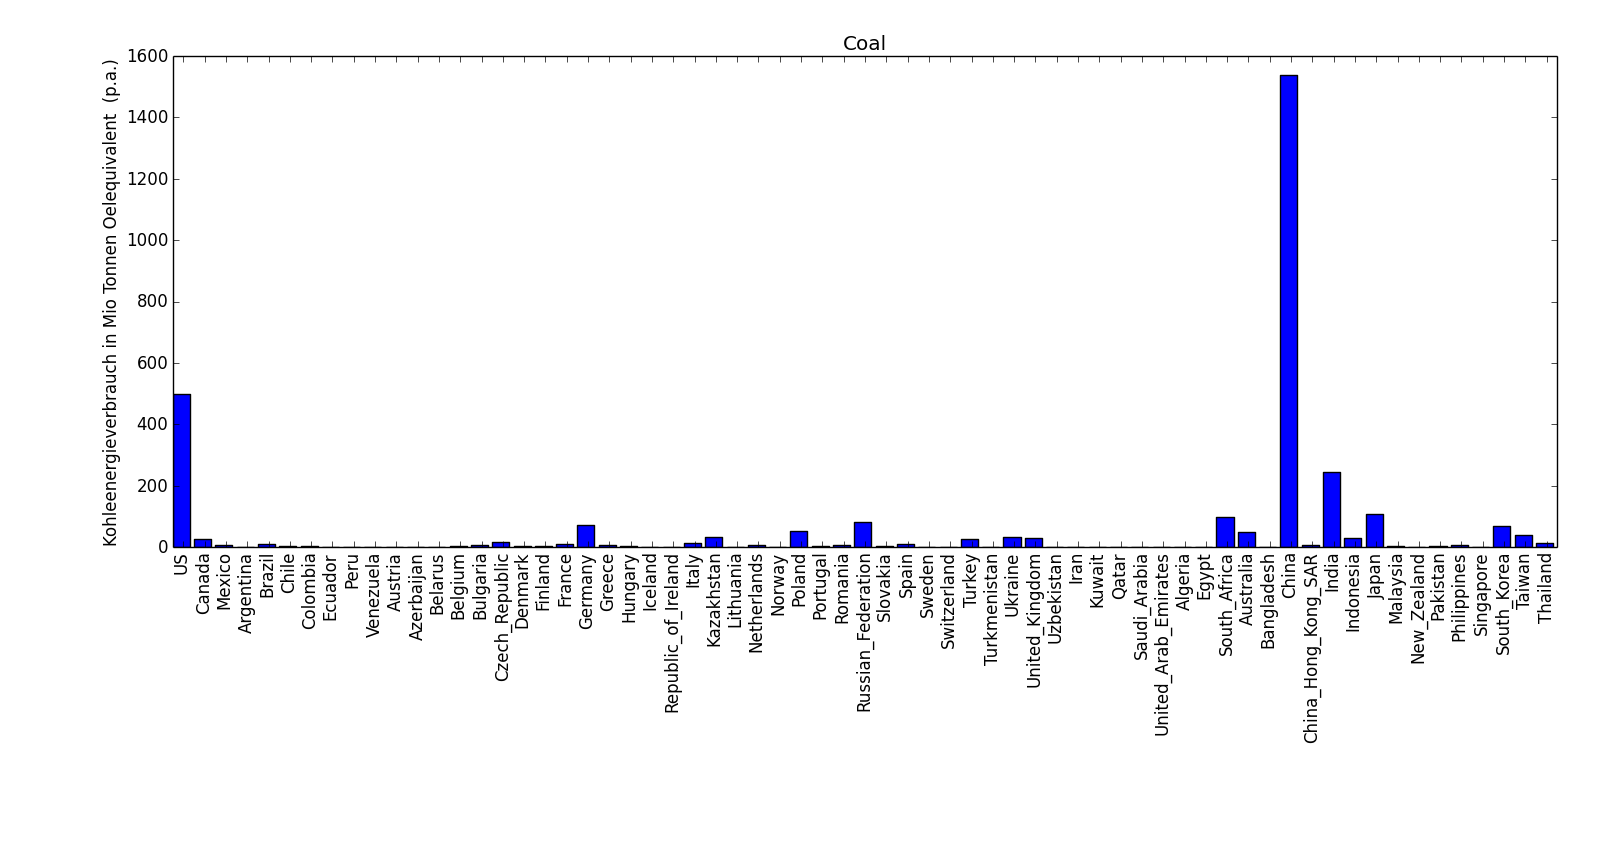 Coal
Kohleenergieverbrauch in Mio Tonnen Oelequivalent (p.a.)
1600
1400
1200
1000
800
600
400
200
0
US
Canada
Mexico
Argentina
Brazil
Chile
Colombia
Ecuador
Peru
Venezuela
Austria
Azerbaijan
Belarus
Belgium
Bulgaria
Czech_Republic
Denmark
Finland
France
Germany
Greece
Hungary
Iceland
Republic_of_Ireland
Italy
Kazakhstan
Lithuania
Netherlands
Norway
Poland
Portugal
Romania
Russian_Federation
Slovakia
Spain
Sweden
Switzerland
Turkey
Turkmenistan
Ukraine
United_Kingdom
Uzbekistan
Iran
Kuwait
Qatar
Saudi_Arabia
United_Arab_Emirates
Algeria
Egypt
South_Africa
Australia
Bangladesh
China
China_Hong_Kong_SAR
India
Indonesia
Japan
Malaysia
New_Zealand
Pakistan
Philippines
Singapore
South_Korea
Taiwan
Thailand